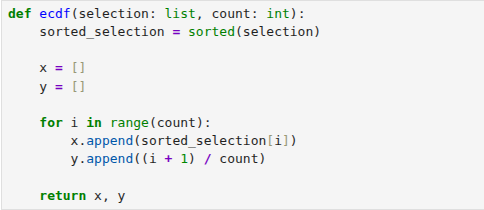 def ecdf(selection: list, count: int):
    sorted_selection = sorted(selection)

    x = []
    y = []

    for i in range(count):
        x.append(sorted_selection[i])
        y.append((i + 1) / count)

    return x, y